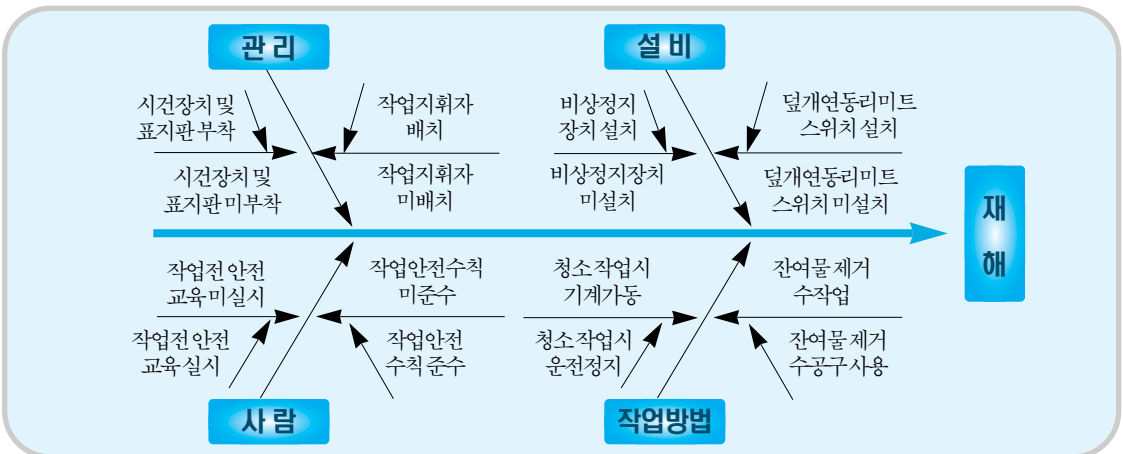 관리
설비
시건장치 및
표지판 부착
작업지휘자
배치
비상정지
장치 설치
덮개연동리미트
스위치 설치
시건장치 및
표지판 미부착
작업지휘자
미배치
비상정지장치
미설치
덮개연동리미트
스위치 미설치
재
해
작업전 안전
교육 미실시
작업안전수칙
미준수
청소 작업시
기계가동
잔여물 제거
수작업
작업전 안전
교육 실시
작업안전
수칙 준수
청소 작업시
운전정지
잔여물 제거
수공구 사용
사람
작업방법